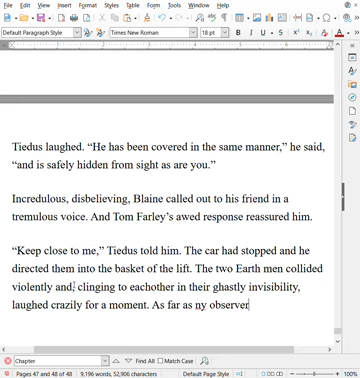 File Edit View Insert Format Styles Table Form Tools Window Help
Default Paragraph Style Times New Roman 18 pt
Tiedus laughed. “He has been covered in the same manner,” he said,
“and is safely hidden from sight as are you.”
Incredulous, disbelieving, Blaine called out to his friend in a
tremulous voice. And Tom Farley’s awed response reassured him.
“Keep close to me,” Tiedus told him. The car had stopped and he
directed them into the basket of the lift. The two Earth men collided
violently and, clinging to eachother in their ghastly invisibility,
laughed crazily for a moment. As far as ny observer
Chapter Find All Match Case
Pages 47 and 48 of 48 9,196 words, 52,906 characters Default Page Style 100%